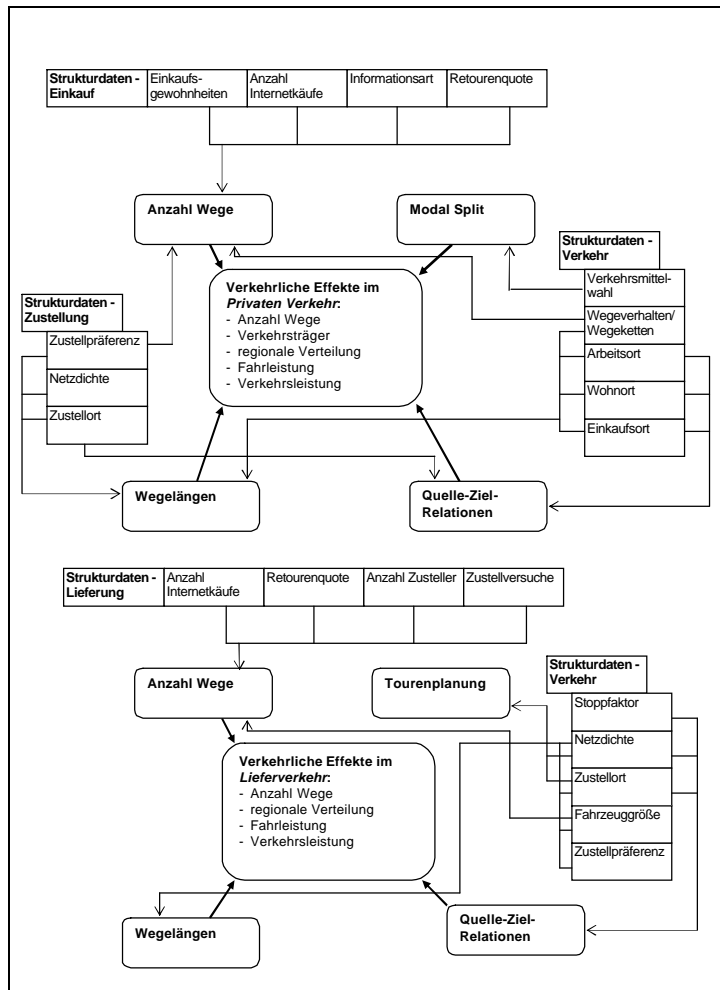 Strukturdaten -
Einkauf
Einkaufs-
gewohnheiten
Anzahl
Internetkäufe
Informationsart
Retourenquote
Anzahl Wege
Modal Split
Strukturdaten -
Verkehr
Verkehrsmittel-
wahl
Wegeverhalten/
Wegeketten
Arbeitsort
Wohnort
Einkaufsort
Strukturdaten -
Zustellung
Zustellpräferenz
Netzdichte
Zustellort
Verkehrliche Effekte im
Privaten Verkehr:
- Anzahl Wege
- Verkehrsträger
- regionale Verteilung
- Fahrleistung
- Verkehrsleistung
Wegelängen
Quelle-Ziel-
Relationen
Strukturdaten -
Lieferung
Anzahl
Internetkäufe
Retourenquote
Anzahl Zusteller
Zustellversuche
Anzahl Wege
Tourenplanung
Strukturdaten -
Verkehr
Stoppfaktor
Netzdichte
Zustellort
Fahrzeuggröße
Zustellpräferenz
Verkehrliche Effekte im
Lieferverkehr:
- Anzahl Wege
- regionale Verteilung
- Fahrleistung
- Verkehrsleistung
Wegelängen
Quelle-Ziel-
Relationen